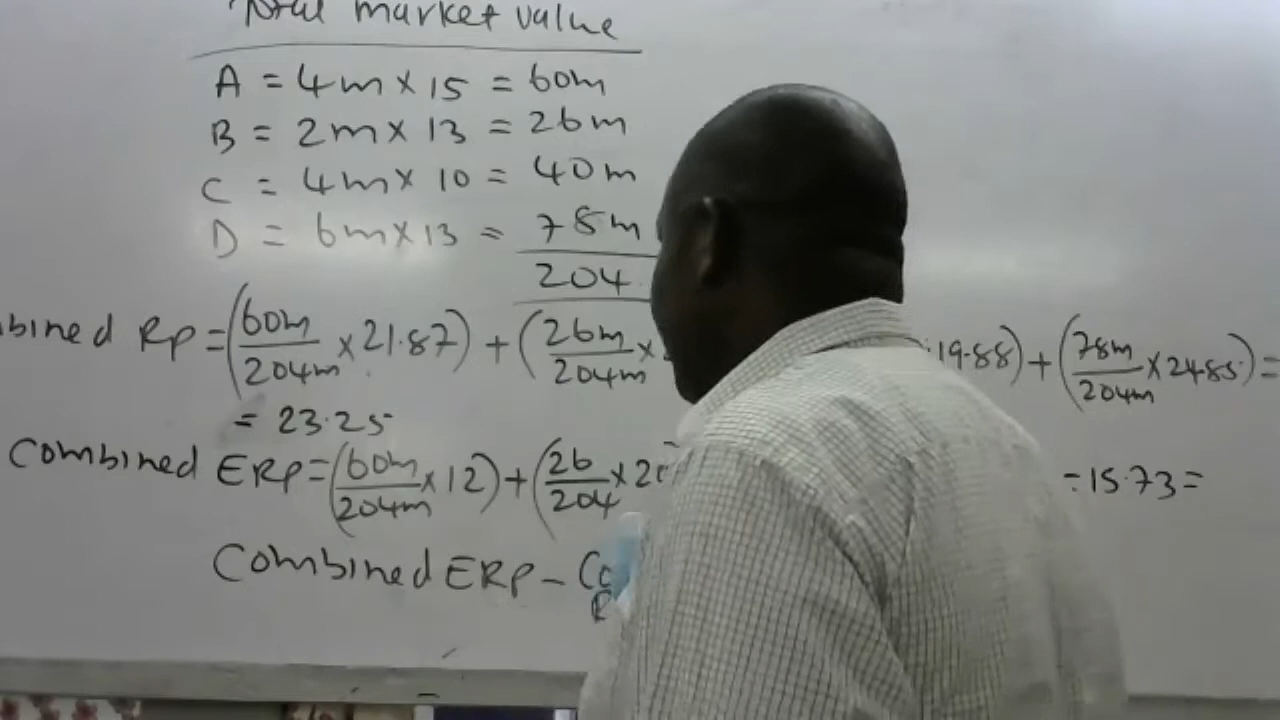 Total market value
A = 4m x 15 = 60m
B = 2m x 13 = 26m
C = 4m x 10 = 40m
D = 6m x 13 = 78m
204
Rp = (60m/204m x 21.87) + (26m/204m x 19.88) + (78m/204m x 24.85) =
= 23.25
Combined ERp = (60m/204m x 12) + (26/204 x = 15.73 =
Combined ERp -